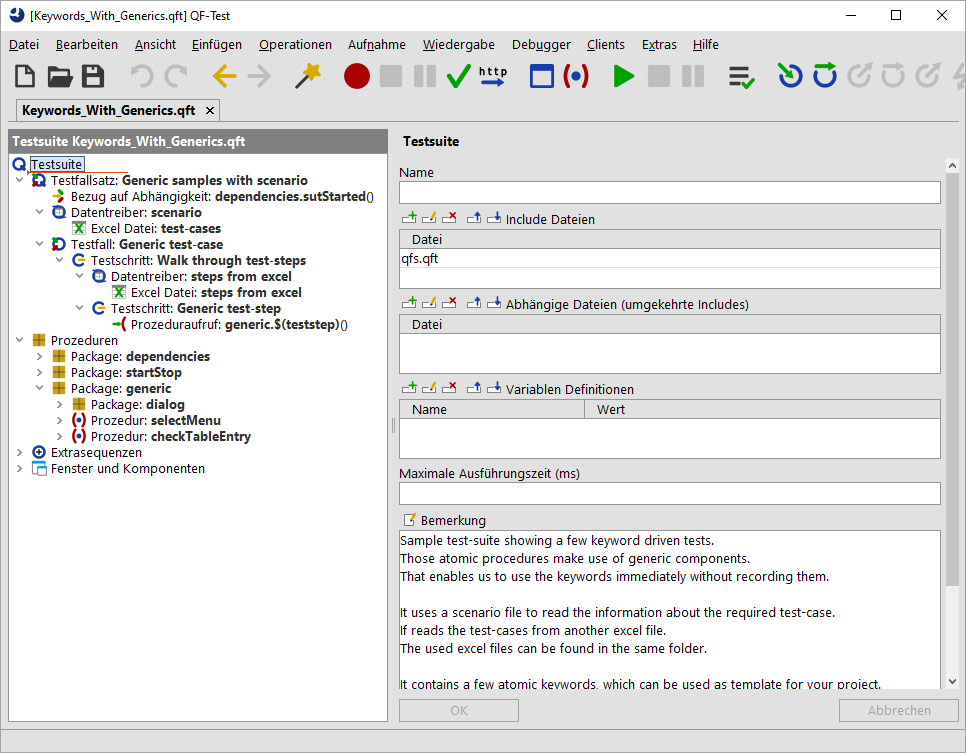 [Keywords_With_Generics.qft] QF-Test
Datei Bearbeiten Ansicht Einfügen Operationen Aufnahme Wiedergabe Debugger Clients Extras Hilfe
http
Keywords_With_Generics.qft
Testsuite Keywords_With_Generics.qft
Testsuite
Testfallsatz: Generic samples with scenario
Bezug auf Abhängigkeit: dependencies.sutStarted()
Datentreiber: scenario
Excel Datei: test-cases
Testfall: Generic test-case
Testschritt: Walk through test-steps
Datentreiber: steps from excel
Excel Datei: steps from excel
Testschritt: Generic test-step
Prozeduraufruf: generic.$(teststep)()
Prozeduren
Package: dependencies
Package: startStop
Package: generic
Package: dialog
Prozedur: selectMenu
Prozedur: checkTableEntry
Extrasequenzen
Fenster und Komponenten
Testsuite
Name
Include Dateien
Datei
qfs.qft
Abhängige Dateien (umgekehrte Includes)
Datei
Variablen Definitionen
Name Wert
Maximale Ausführungszeit (ms)
Bemerkung
Sample test-suite showing a few keyword driven tests.
Those atomic procedures make use of generic components.
That enables us to use the keywords immediately without recording them.
It uses a scenario file to read the information about the required test-case.
If reads the test-cases from another excel file.
The used excel files can be found in the same folder.
It contains a few atomic keywords, which can be used as template for your project.
OK Abbrechen